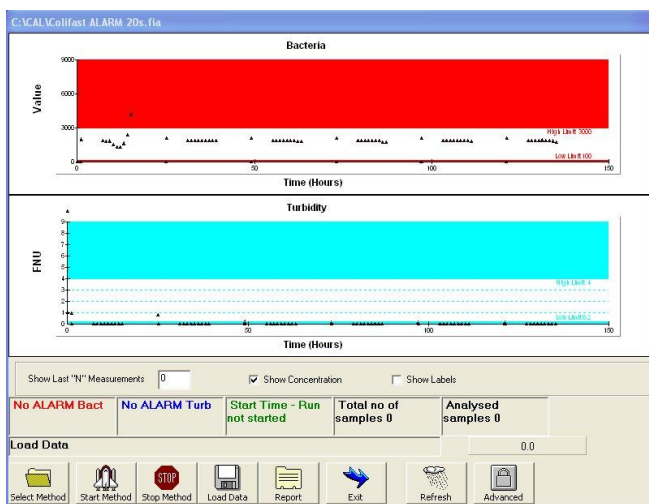 C:\CAL\Colifast ALARM 20s.fia
Bacteria
Value
9000
6000
3000
0
High Limit 3000
Low Limit 100
0 50 100 150
Time (Hours)
Turbidity
FNU
9
8
7
6
5
4
3
2
1
0
High Limit 4
Low Limit 0.2
0 50 100 150
Time (Hours)
Show Last "N" Measurements 0 Show Concentration Show Labels
No ALARM Bact No ALARM Turb Start Time - Run Total no of Analysed
not started samples 0 samples 0
Load Data 0.0
Select Method Start Method Stop Method Load Data Report Exit Refresh Advanced
STOP